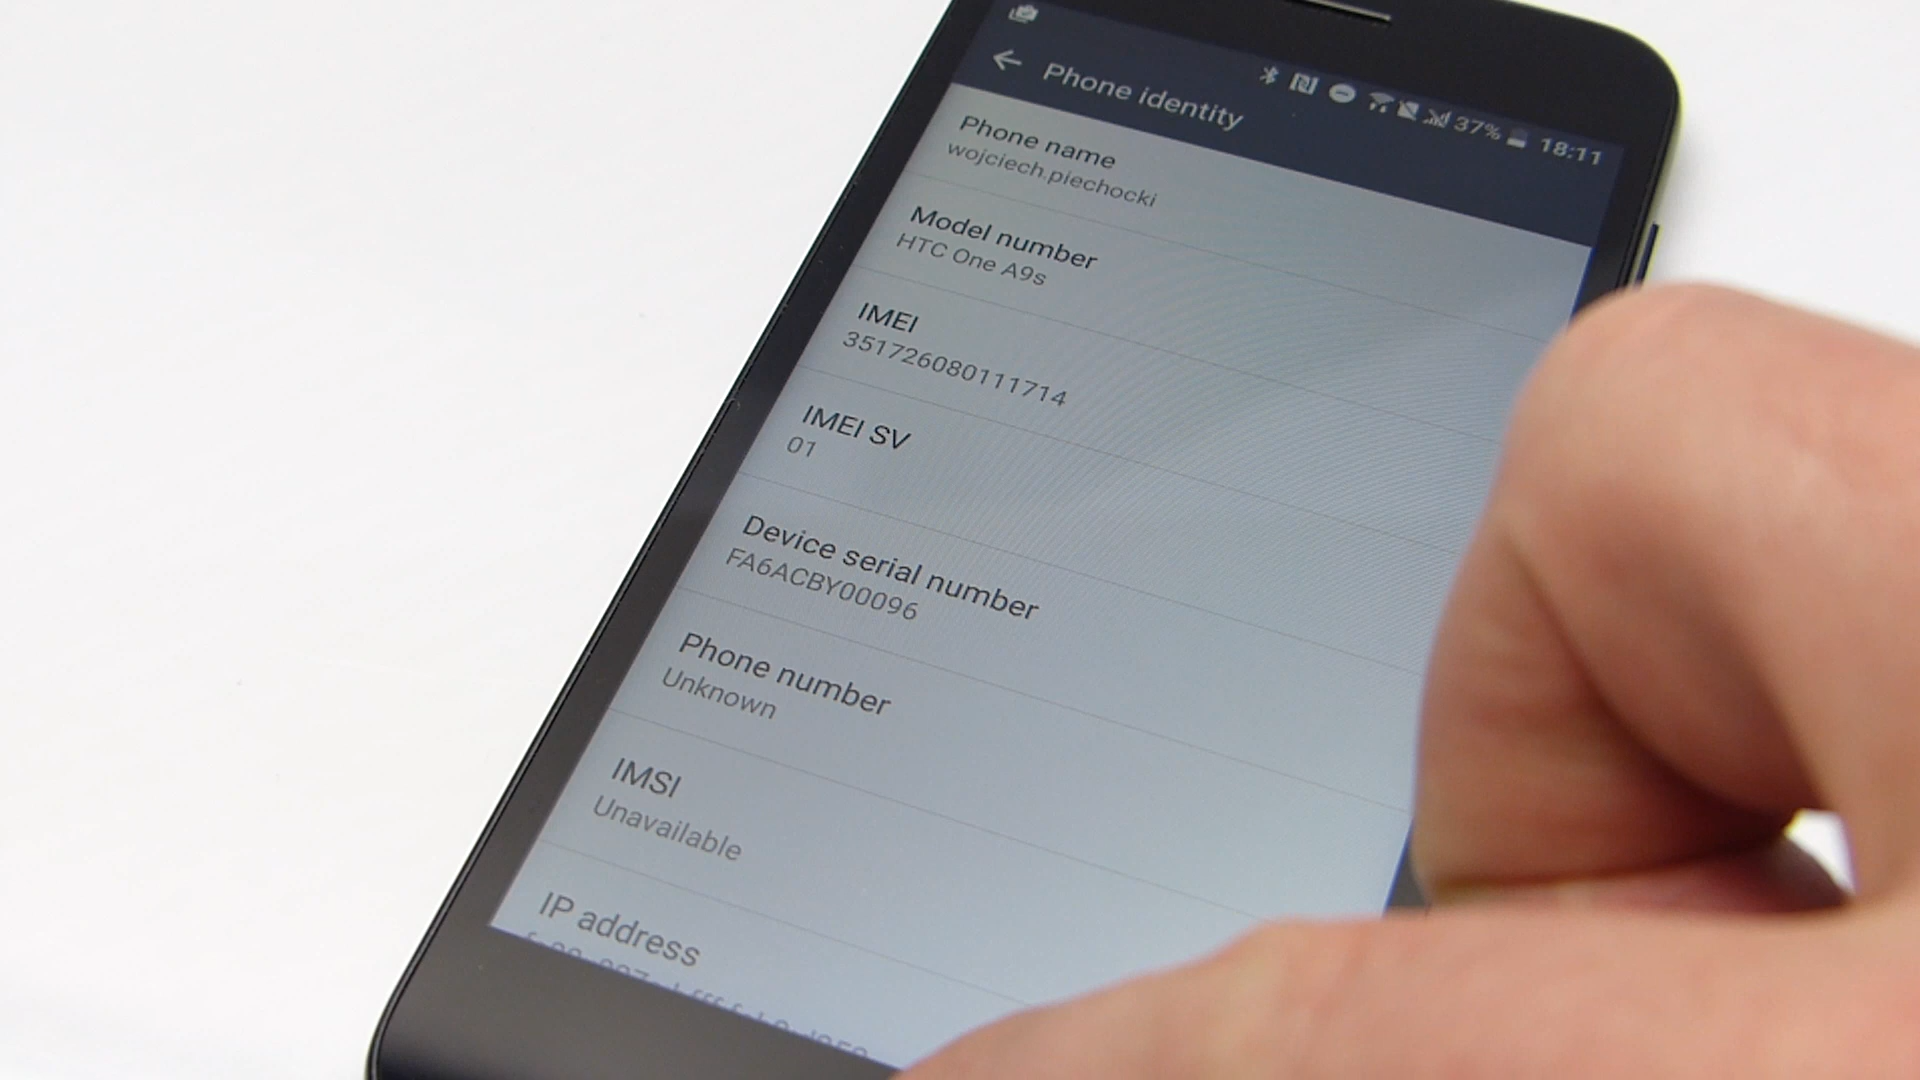 37% 18:11
Phone identity
Phone name
wojciech.piechocki
Model number
HTC One A9s
IMEI
351726080111714
IMEI SV
01
Device serial number
FA6ACBY00096
Phone number
Unknown
IMSI
Unavailable
IP address